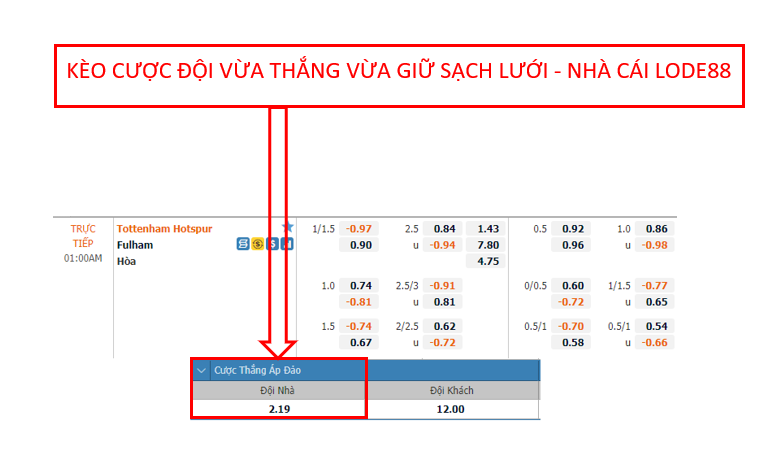 KÈO CƯỢC ĐỘI VỪA THẮNG VỪA GIỮ SẠCH LƯỚI - NHÀ CÁI LODE88
TRỰC Tottenham Hotspur 1/1.5 -0.97 2.5 0.84 1.43 0.5 0.92 1.0 0.86
TIẾP Fulham 0.90 u -0.94 7.80 0.96 u -0.98
01:00AM Hòa 4.75
1.0 0.74 2.5/3 -0.91 0/0.5 0.60 1/1.5 -0.77
-0.81 u 0.81 -0.72 u 0.65
1.5 -0.74 2/2.5 0.62 0.5/1 -0.70 0.5/1 0.54
0.67 u -0.72 0.58 u -0.66
Cược Thắng Áp Đảo
Đội Nhà Đội Khách
2.19 12.00